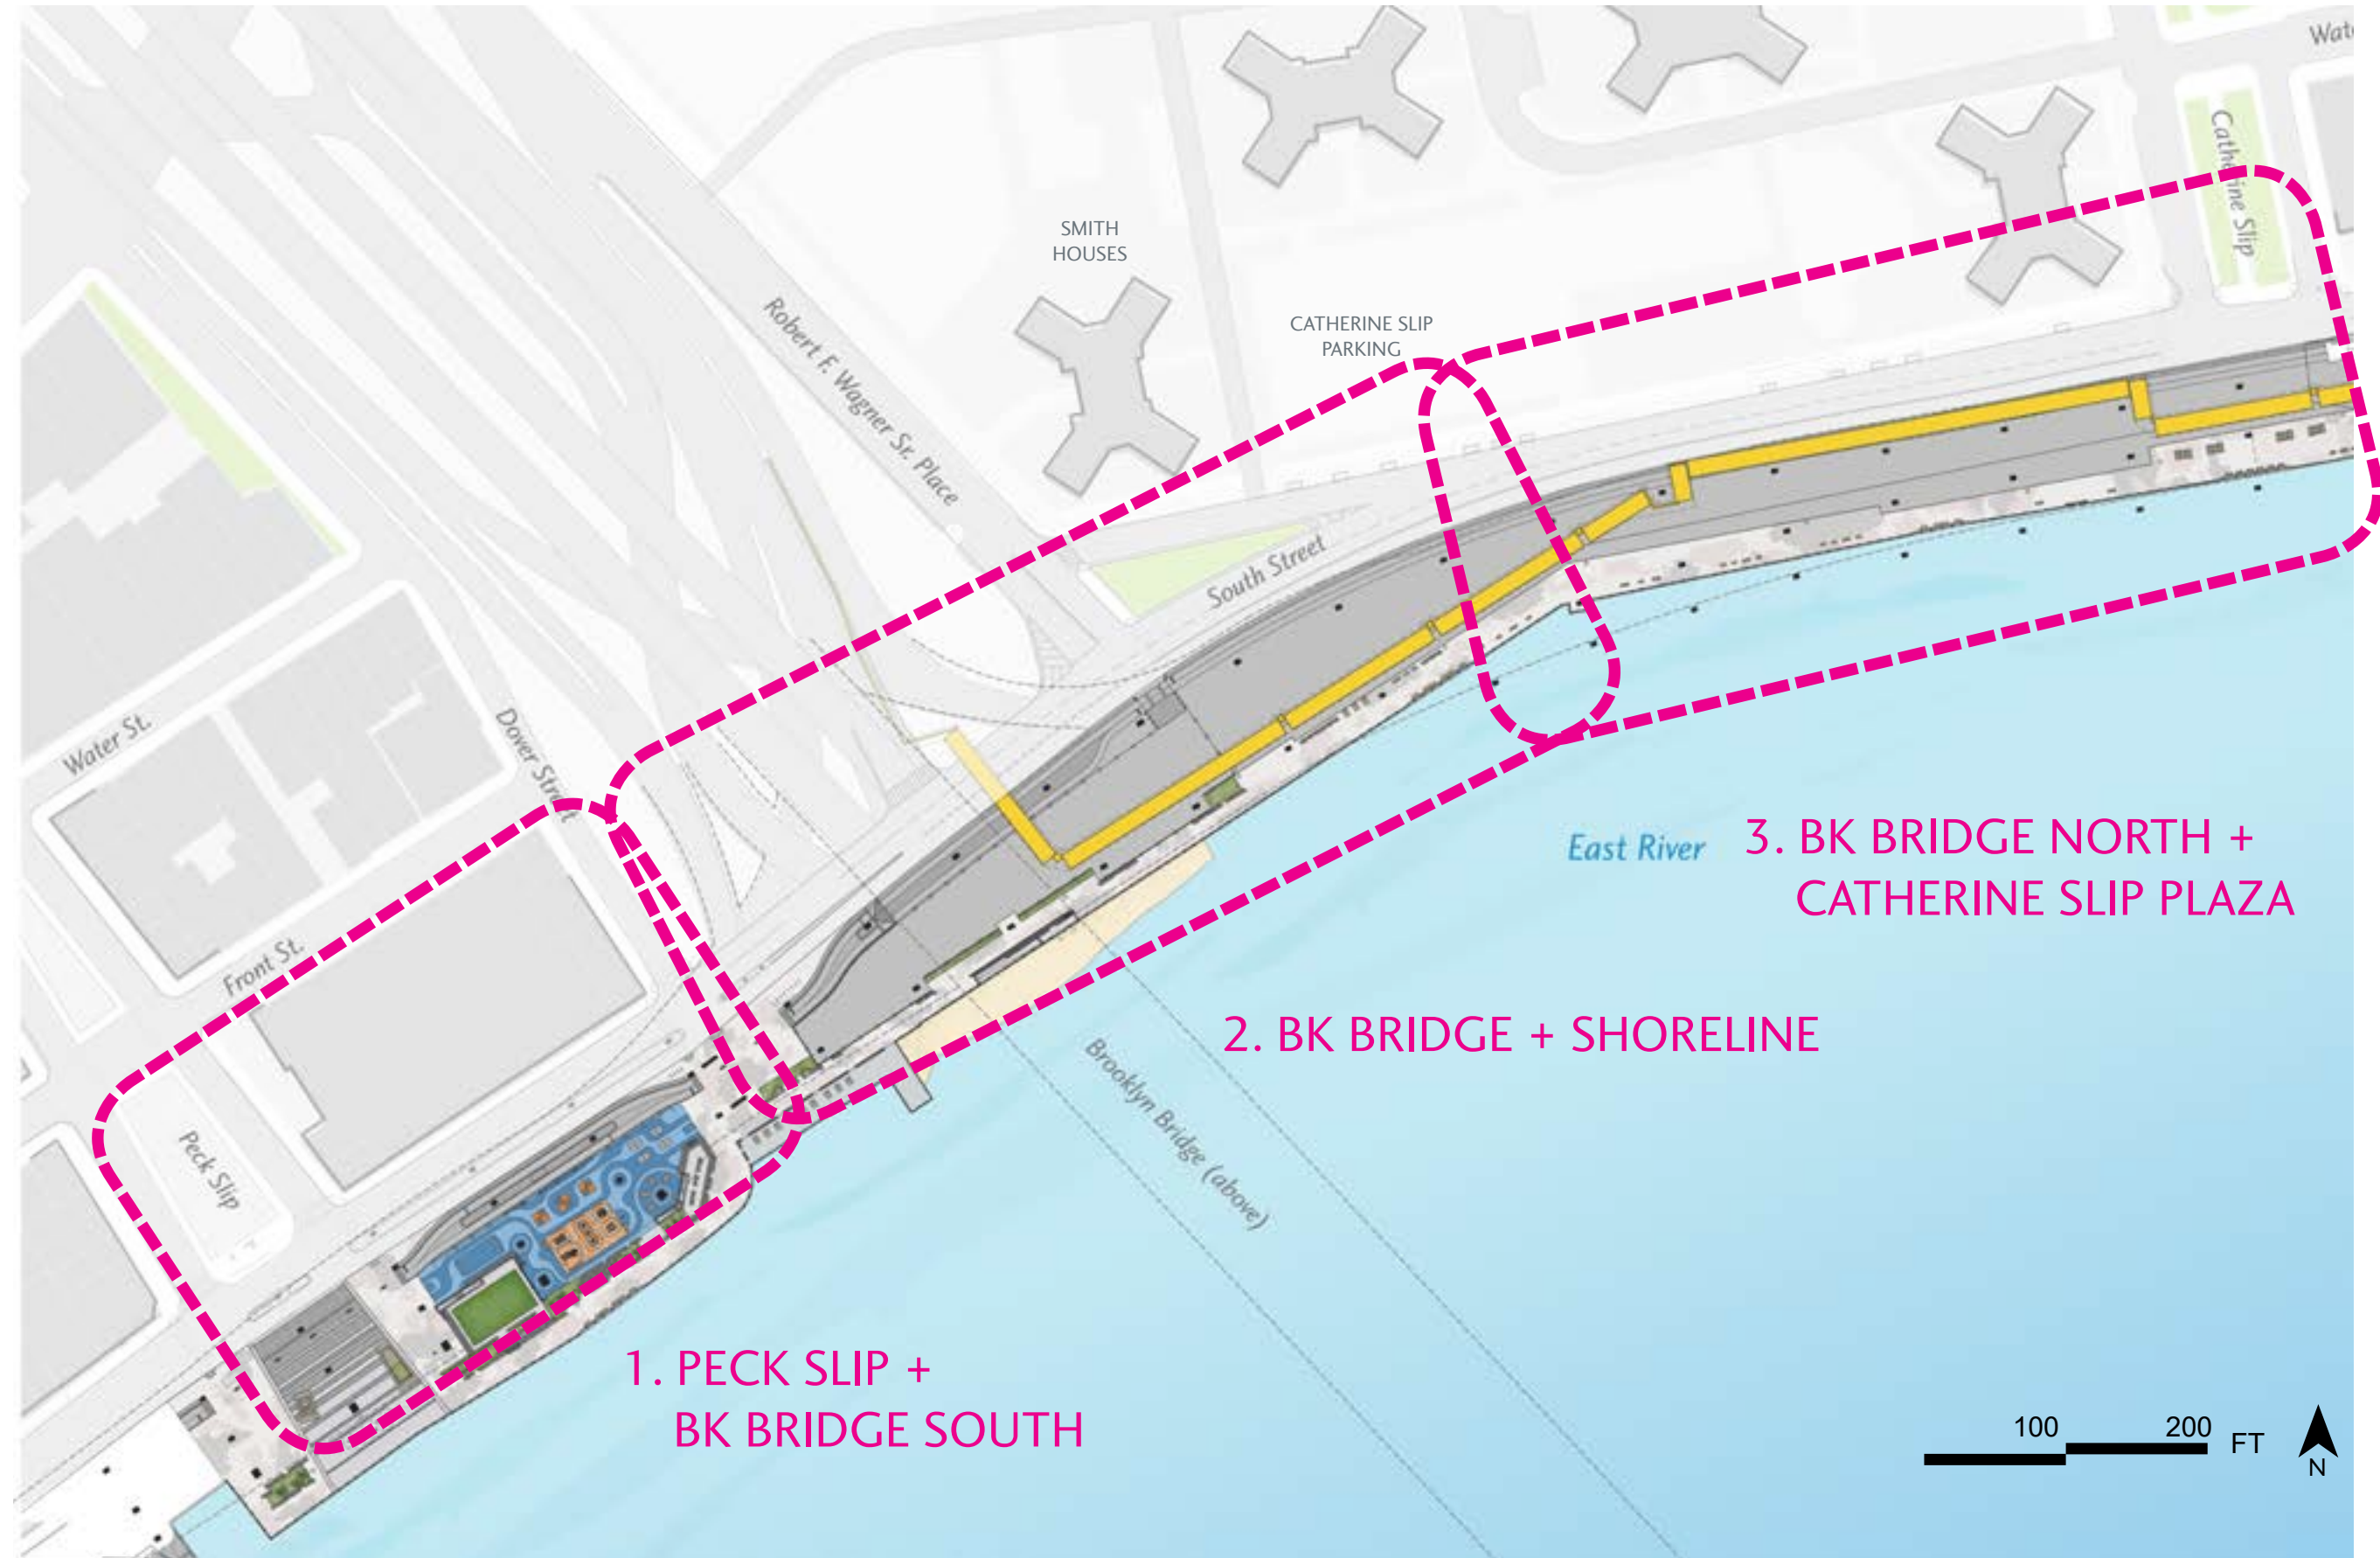 Wat
Catherine Slip
SMITH
HOUSES
Robert F. Wagner Sr. Place
CATHERINE SLIP
PARKING
South Street
Water St.
Dover Street
Front St.
Peck Slip
East River
3. BK BRIDGE NORTH +
CATHERINE SLIP PLAZA
2. BK BRIDGE + SHORELINE
Brooklyn Bridge (above)
1. PECK SLIP +
BK BRIDGE SOUTH
100 200 FT
N